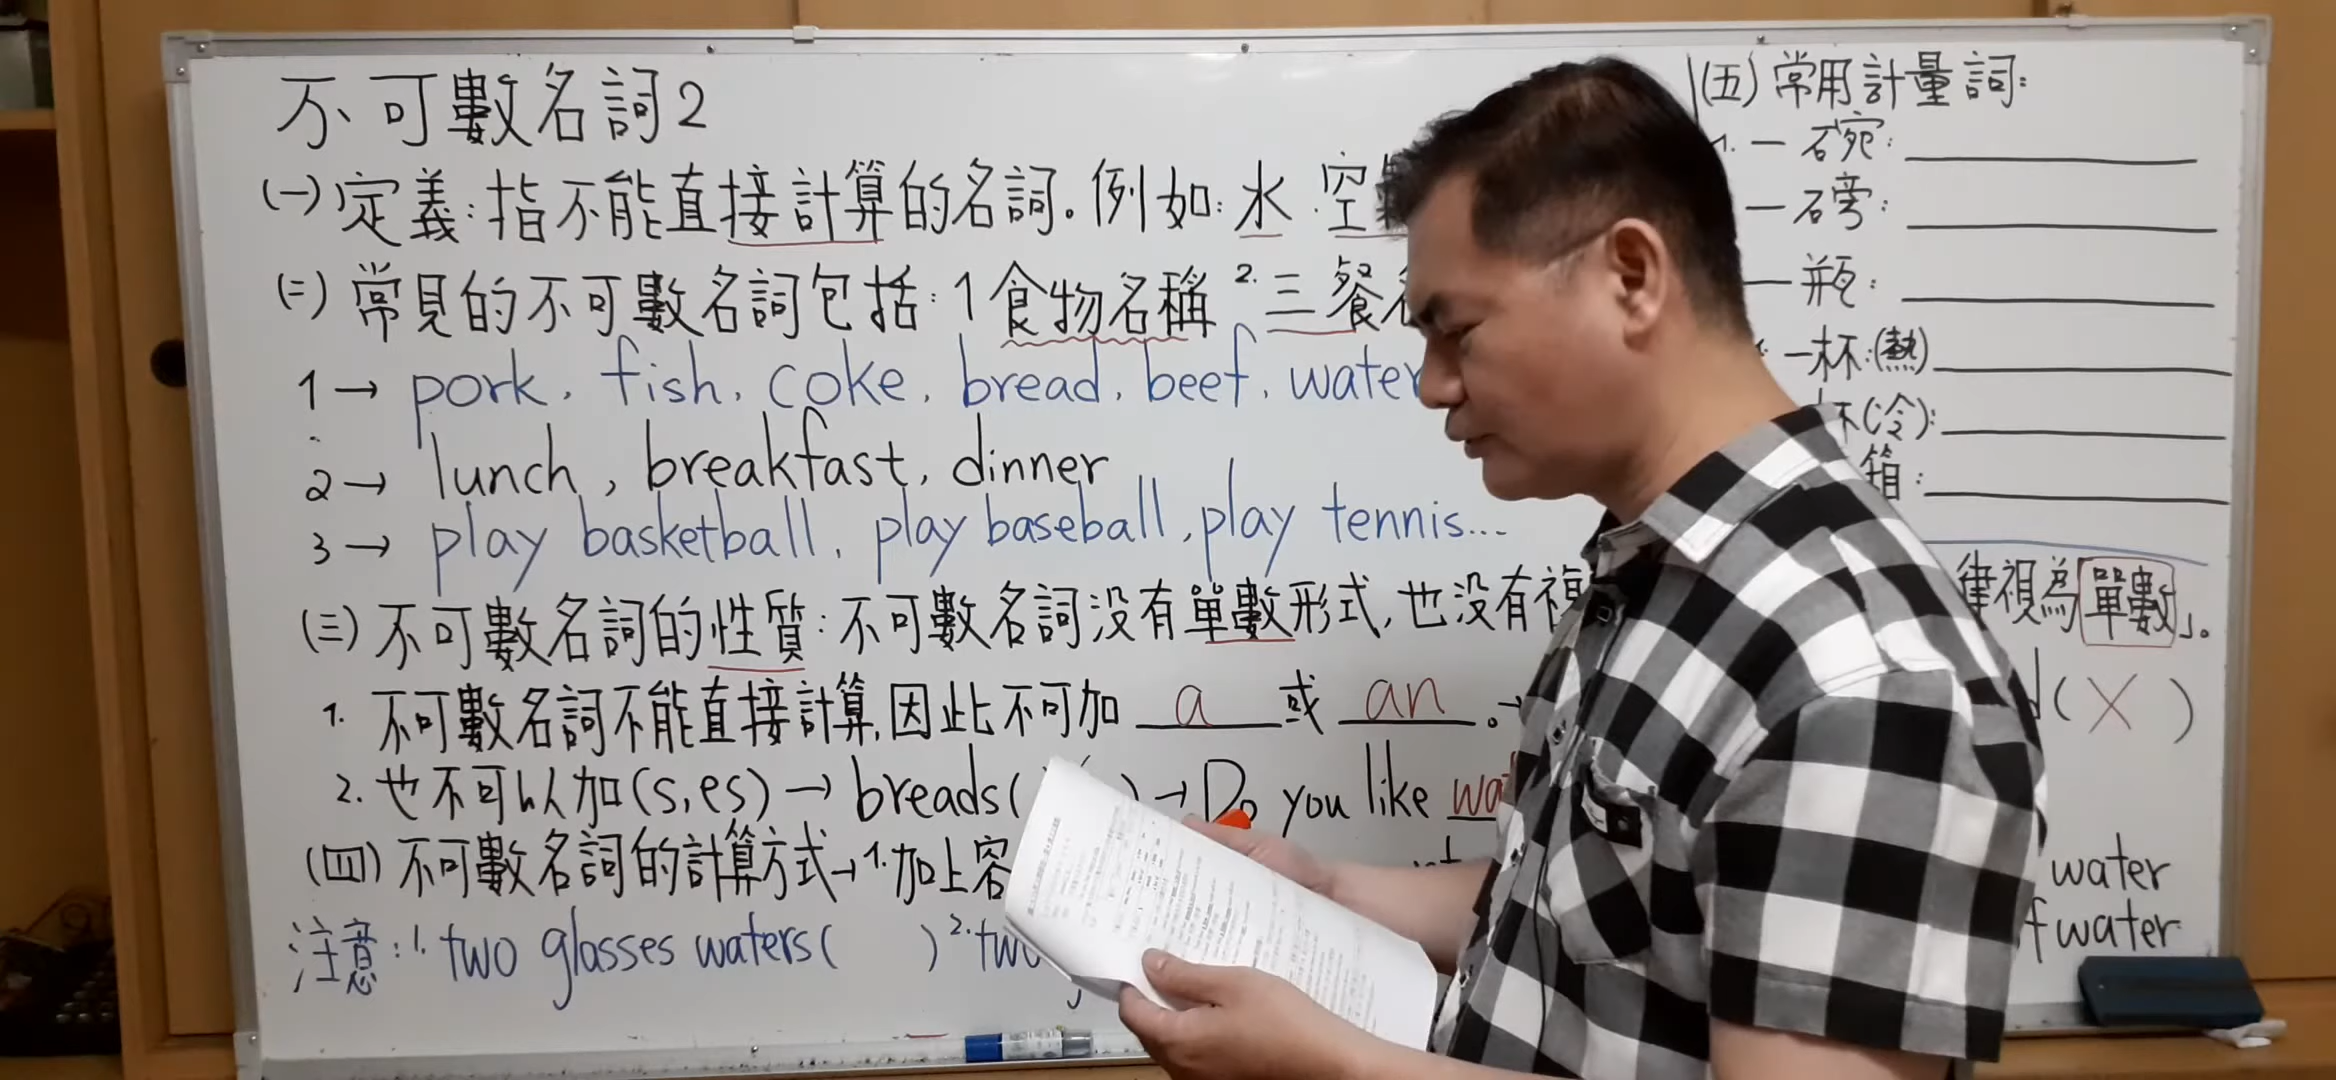 不可數名詞2
(一)定義:指不能直接計算的名詞。例如:水.空
(二)常見的不可數名詞包括:1食物名稱 2.三餐
1→ pork, fish, coke, bread, beef, water
2→ lunch, breakfast, dinner
3→ play basketball, play baseball, play tennis...
(三)不可數名詞的性質:不可數名詞没有單數形式,也没有複
律視為單數」。
1. 不可數名詞不能直接計算,因此不可加 a 或 an 。→
d(X)
2. 也不可以加(s,es)→ breads( )→Do you like
(四)不可數名詞的計算方式→1.加上容
water
注意:1. two glasses waters( ) 2. two
f water
(五)常用計量詞:
1. 一碗:
一磅:
一瓶:
一杯:(熱)
杯(冷):
箱: